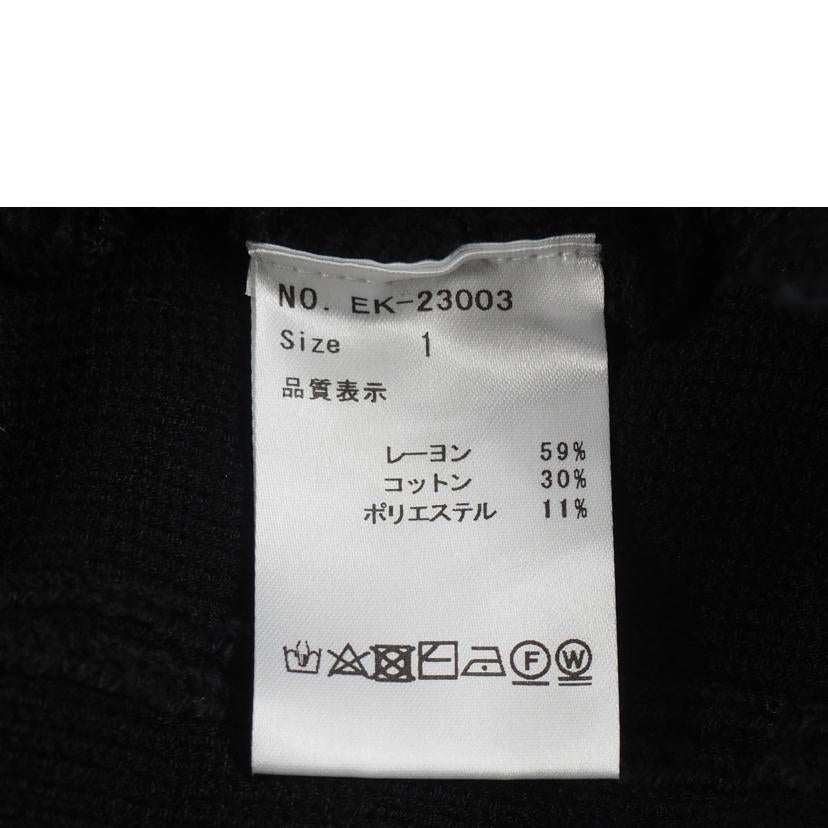 NO. EK-23003
Size 1
品質表示
レーヨン 59%
コットン 30%
ポリエステル 11%
F W